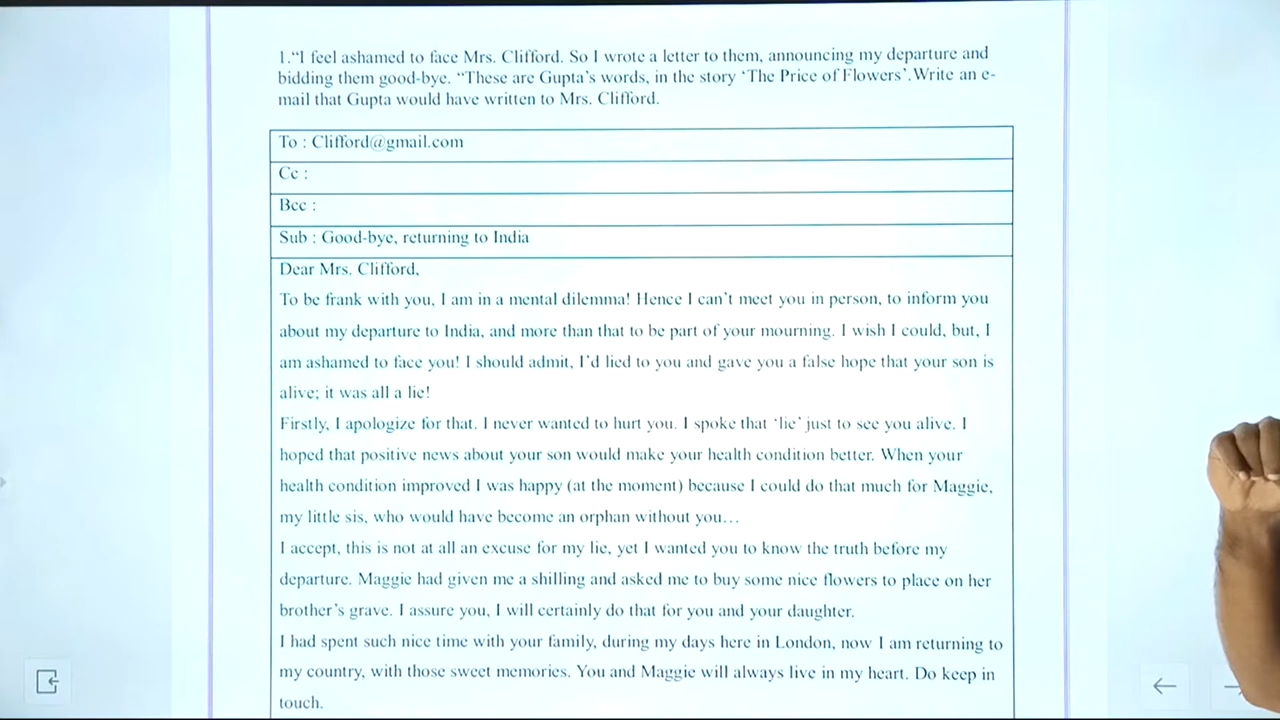 1.“I feel ashamed to face Mrs. Clifford. So I wrote a letter to them, announcing my departure and
bidding them good-bye. “These are Gupta’s words, in the story ‘The Price of Flowers’.Write an e-
mail that Gupta would have written to Mrs. Clifford.
To : Clifford@gmail.com
Cc :
Bcc :
Sub : Good-bye, returning to India
Dear Mrs. Clifford,
To be frank with you, I am in a mental dilemma! Hence I can’t meet you in person, to inform you
about my departure to India, and more than that to be part of your mourning. I wish I could, but, I
am ashamed to face you! I should admit, I’d lied to you and gave you a false hope that your son is
alive; it was all a lie!
Firstly, I apologize for that. I never wanted to hurt you. I spoke that ‘lie’ just to see you alive. I
hoped that positive news about your son would make your health condition better. When your
health condition improved I was happy (at the moment) because I could do that much for Maggie,
my little sis, who would have become an orphan without you…
I accept, this is not at all an excuse for my lie, yet I wanted you to know the truth before my
departure. Maggie had given me a shilling and asked me to buy some nice flowers to place on her
brother’s grave. I assure you, I will certainly do that for you and your daughter.
I had spent such nice time with your family, during my days here in London, now I am returning to
my country, with those sweet memories. You and Maggie will always live in my heart. Do keep in
touch.